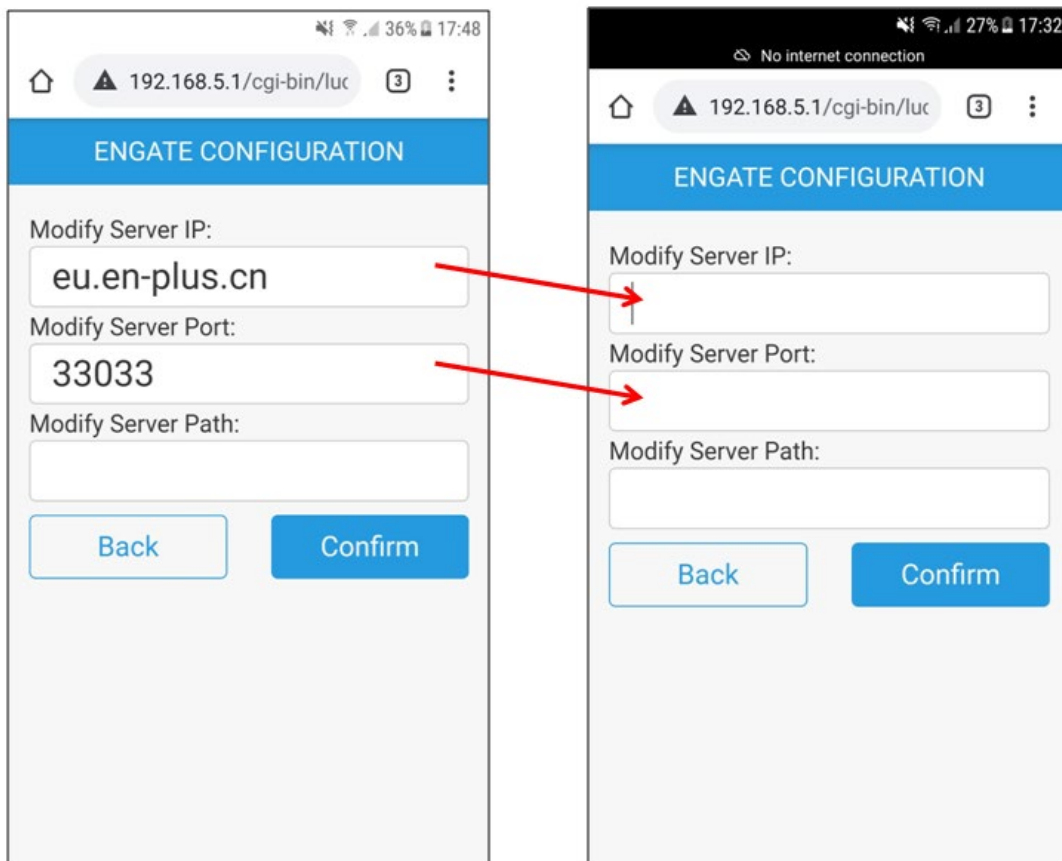 36% 17:48
192.168.5.1/cgi-bin/luc 3
ENGATE CONFIGURATION
Modify Server IP:
eu.en-plus.cn
Modify Server Port:
33033
Modify Server Path:
Back Confirm
27% 17:32
No internet connection
192.168.5.1/cgi-bin/luc 3
ENGATE CONFIGURATION
Modify Server IP:
Modify Server Port:
Modify Server Path:
Back Confirm